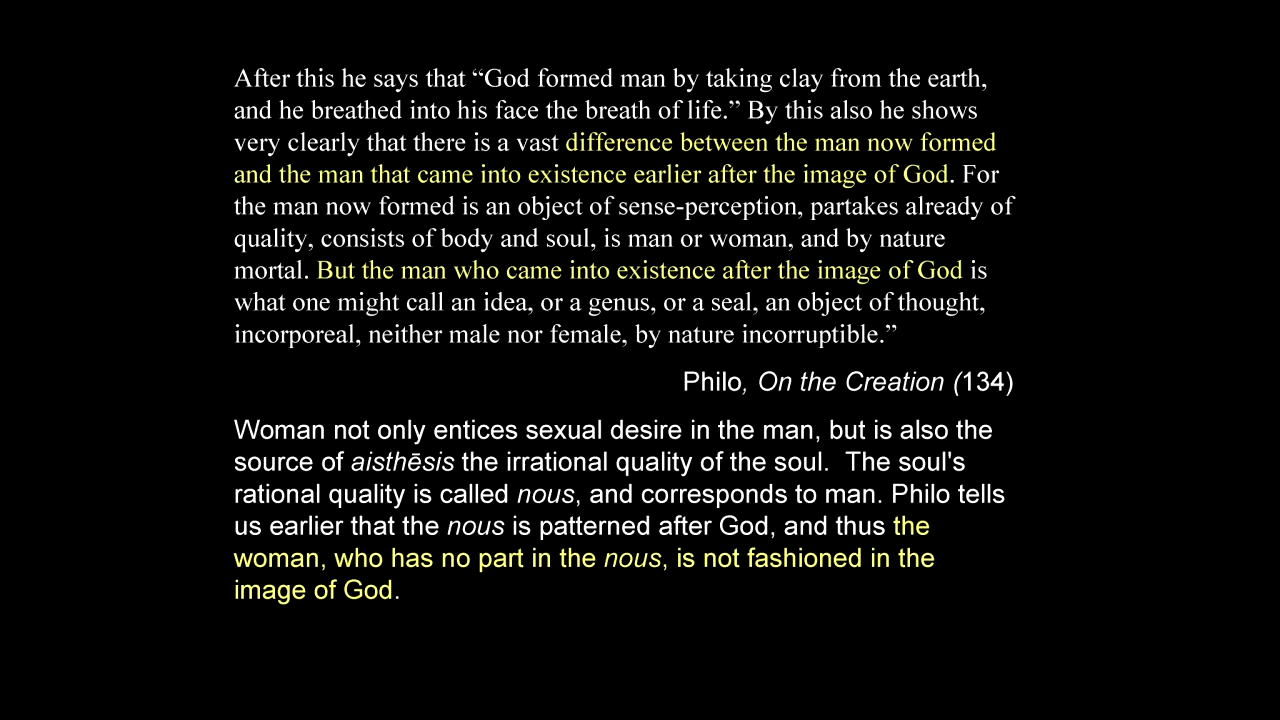 After this he says that “God formed man by taking clay from the earth,
and he breathed into his face the breath of life.” By this also he shows
very clearly that there is a vast difference between the man now formed
and the man that came into existence earlier after the image of God. For
the man now formed is an object of sense-perception, partakes already of
quality, consists of body and soul, is man or woman, and by nature
mortal. But the man who came into existence after the image of God is
what one might call an idea, or a genus, or a seal, an object of thought,
incorporeal, neither male nor female, by nature incorruptible.”
Philo, On the Creation (134)
Woman not only entices sexual desire in the man, but is also the
source of aisthēsis the irrational quality of the soul.  The soul's
rational quality is called nous, and corresponds to man. Philo tells
us earlier that the nous is patterned after God, and thus the
woman, who has no part in the nous, is not fashioned in the
image of God.